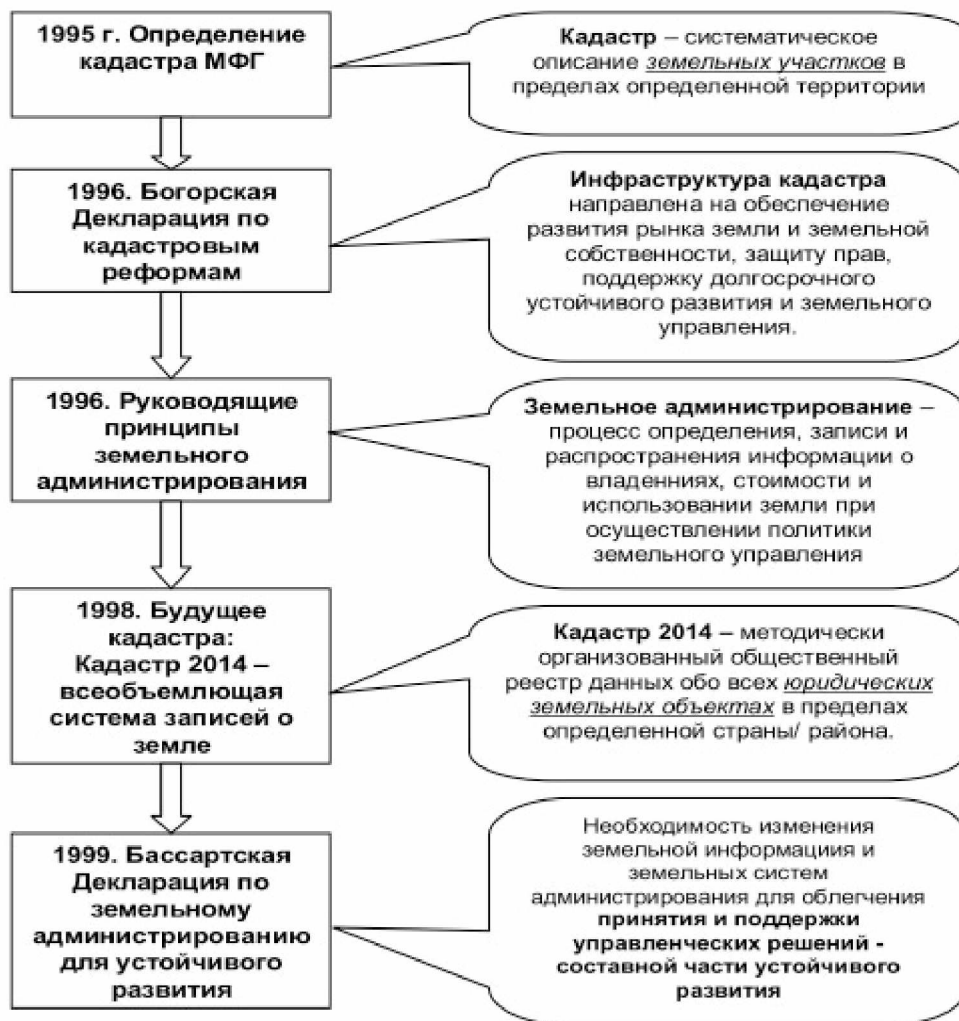 1995 г. Определение
кадастра МФГ
Кадастр – систематическое
описание земельных участков в
пределах определенной территории
1996. Богорская
Декларация по
кадастровым
реформам
Инфраструктура кадастра
направлена на обеспечение
развития рынка земли и земельной
собственности, защиту прав,
поддержку долгосрочного
устойчивого развития и земельного
управления.
1996. Руководящие
принципы
земельного
администрирования
Земельное администрирование –
процесс определения, записи и
распространения информации о
владениях, стоимости и
использовании земли при
осуществлении политики
земельного управления
1998. Будущее
кадастра:
Кадастр 2014 –
всеобъемлющая
система записей о
земле
Кадастр 2014 – методически
организованный общественный
реестр данных обо всех юридических
земельных объектах в пределах
определенной страны/ района.
1999. Бассартская
Декларация по
земельному
администрированию
для устойчивого
развития
Необходимость изменения
земельной информациия и
земельных систем
администрирования для облегчения
принятия и поддержки
управленческих решений -
составной части устойчивого
развития